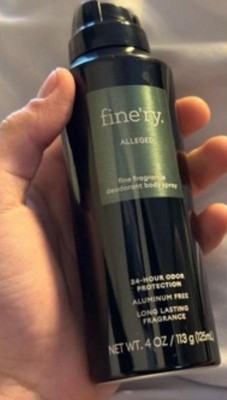 fine'ry.
ALLEGED
fine fragrance
deodorant body spray
24-HOUR ODOR
PROTECTION
ALUMINUM FREE
LONG LASTING
FRAGRANCE
NET WT. 4 OZ / 113 g (125mL)